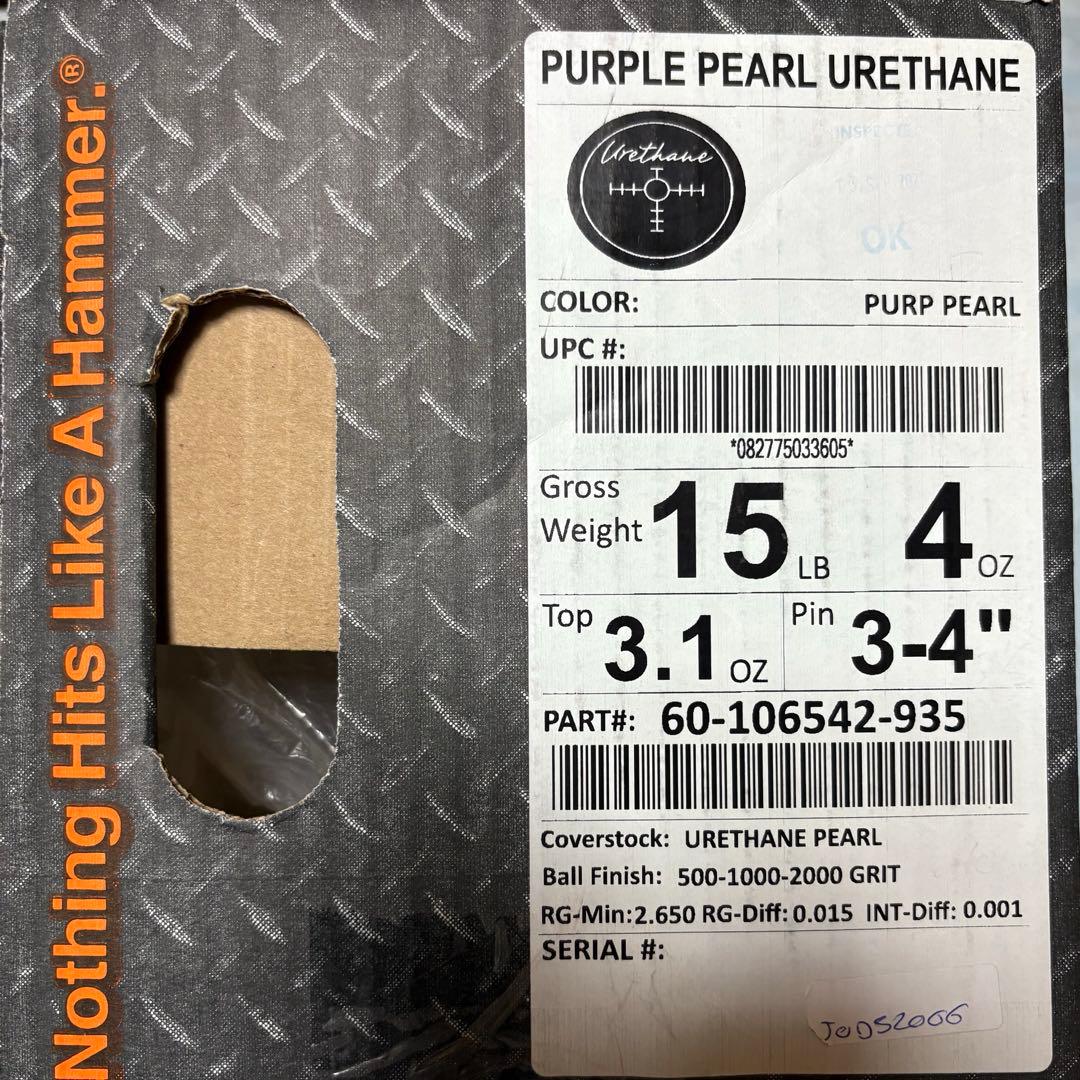 Nothing Hits Like A Hammer.®
PURPLE PEARL URETHANE
Urethane
OK
COLOR: PURP PEARL
UPC #:
*082775033605*
Gross Weight 15 LB 4 OZ
Top 3.1 OZ Pin 3-4"
PART#: 60-106542-935
Coverstock: URETHANE PEARL
Ball Finish: 500-1000-2000 GRIT
RG-Min:2.650 RG-Diff: 0.015 INT-Diff: 0.001
SERIAL #: